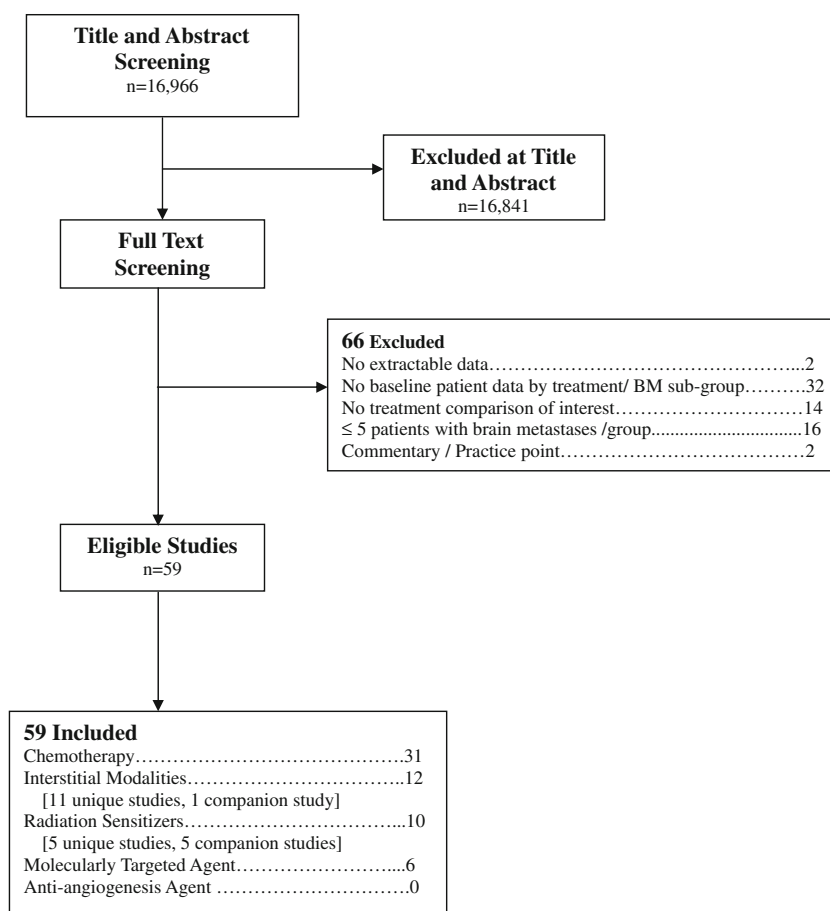 Title and Abstract
Screening
n=16,966
Excluded at Title
and Abstract
n=16,841
Full Text
Screening
66 Excluded
No extractable data……………………………………………...2
No baseline patient data by treatment/ BM sub-group……….32
No treatment comparison of interest…………………………14
≤ 5 patients with brain metastases /group.................................16
Commentary / Practice point…………………………………2
Eligible Studies
n=59
59 Included
Chemotherapy……………………………………….31
Interstitial Modalities………………………………..12
[11 unique studies, 1 companion study]
Radiation Sensitizers………………………………...10
[5 unique studies, 5 companion studies]
Molecularly Targeted Agent………………………....6
Anti-angiogenesis Agent …………………………….0